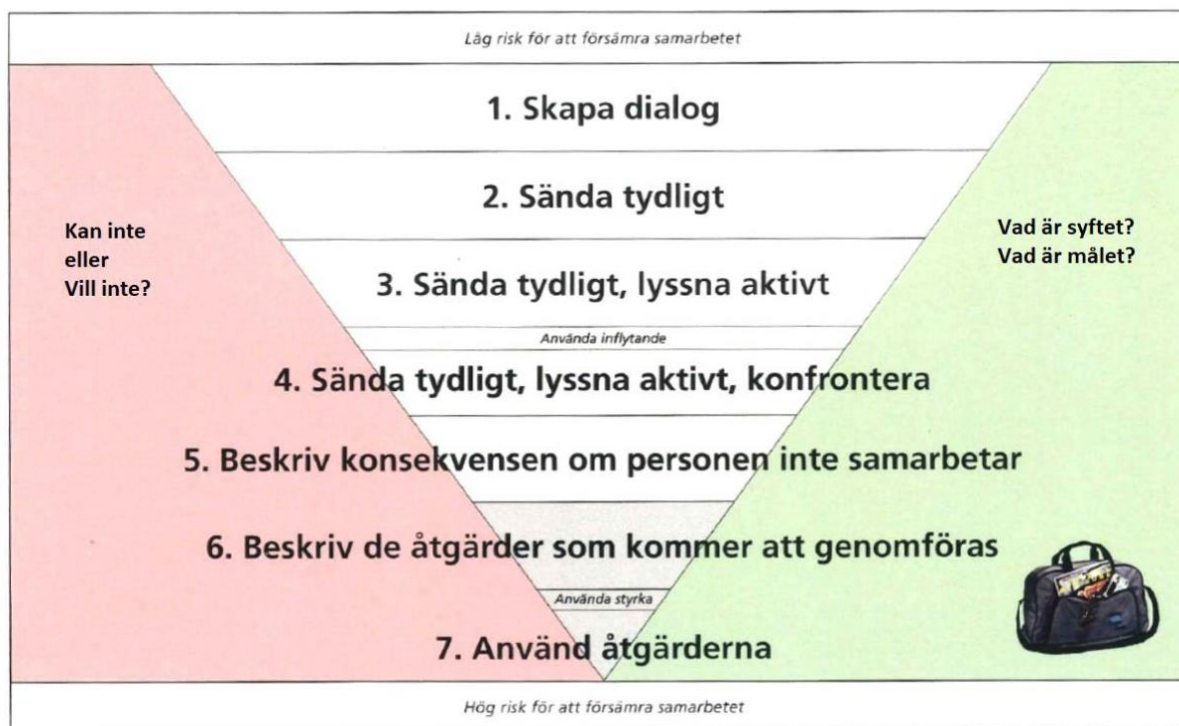 Låg risk för att försämra samarbetet
1. Skapa dialog
2. Sända tydligt
Kan inte
eller
Vill inte?
Vad är syftet?
Vad är målet?
3. Sända tydligt, lyssna aktivt
Använda inflytande
4. Sända tydligt, lyssna aktivt, konfrontera
5. Beskriv konsekvensen om personen inte samarbetar
6. Beskriv de åtgärder som kommer att genomföras
Använda styrka
7. Använd åtgärderna
Hög risk för att försämra samarbetet